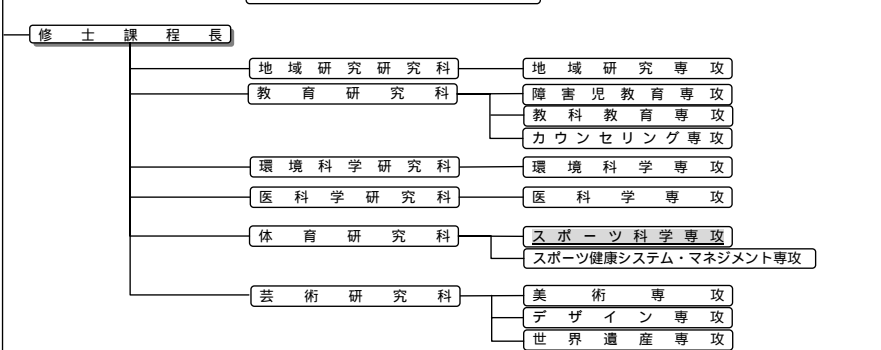 修士課程長
地域研究研究科 地域研究専攻
教育研究科 障害児教育専攻
教科教育専攻
カウンセリング専攻
環境科学研究科 環境科学専攻
医科学研究科 医科学専攻
体育研究科 スポーツ科学専攻
スポーツ健康システム・マネジメント専攻
芸術研究科 美術専攻
デザイン専攻
世界遺産専攻